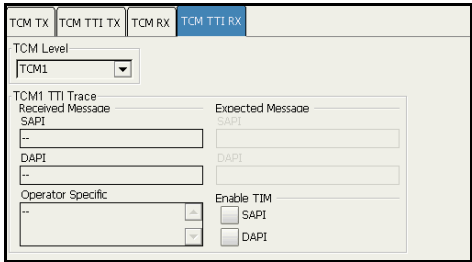 TCM TX TCM TTI TX TCM RX TCM TTI RX
TCM Level
TCM1
TCM1 TTI Trace
Received Message Expected Message
SAPI SAPI
--
DAPI DAPI
--
Operator Specific Enable TIM
-- SAPI
DAPI